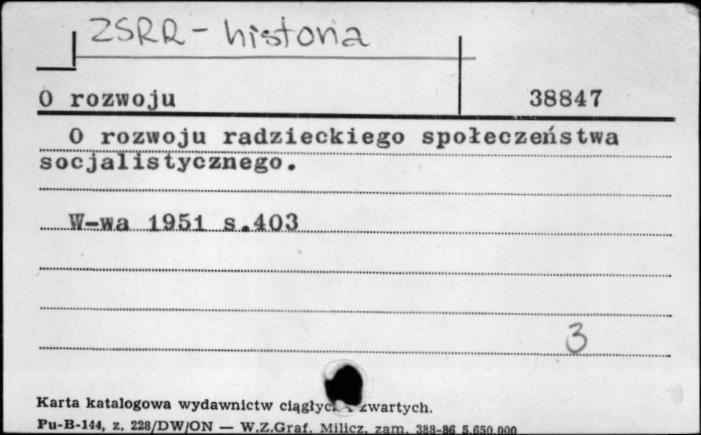 ZSRR - historia
O rozwoju 38847
O rozwoju radzieckiego społeczeństwa
socjalistycznego.
W-wa 1951 s.403
3
Karta katalogowa wydawnictw zwartych.
Pu-B-144, z. 228/DW/ON — W.Z.Graf. Milicz, zam. 388-86 5.650.000